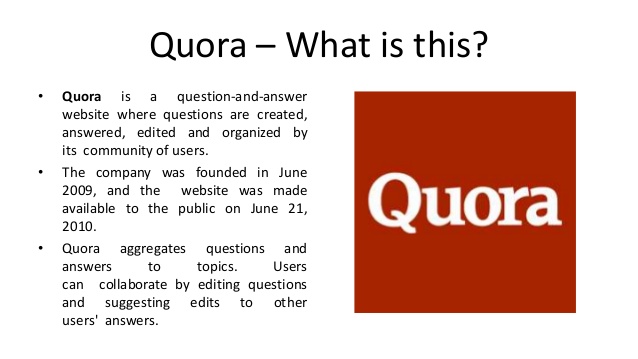 Quora – What is this?
• Quora is a question-and-answer
website where questions are created,
answered, edited and organized by
its community of users.
• The company was founded in June
2009, and the website was made
available to the public on June 21,
2010.
• Quora aggregates questions and
answers to topics. Users
can collaborate by editing questions
and suggesting edits to other
users' answers.
Quora